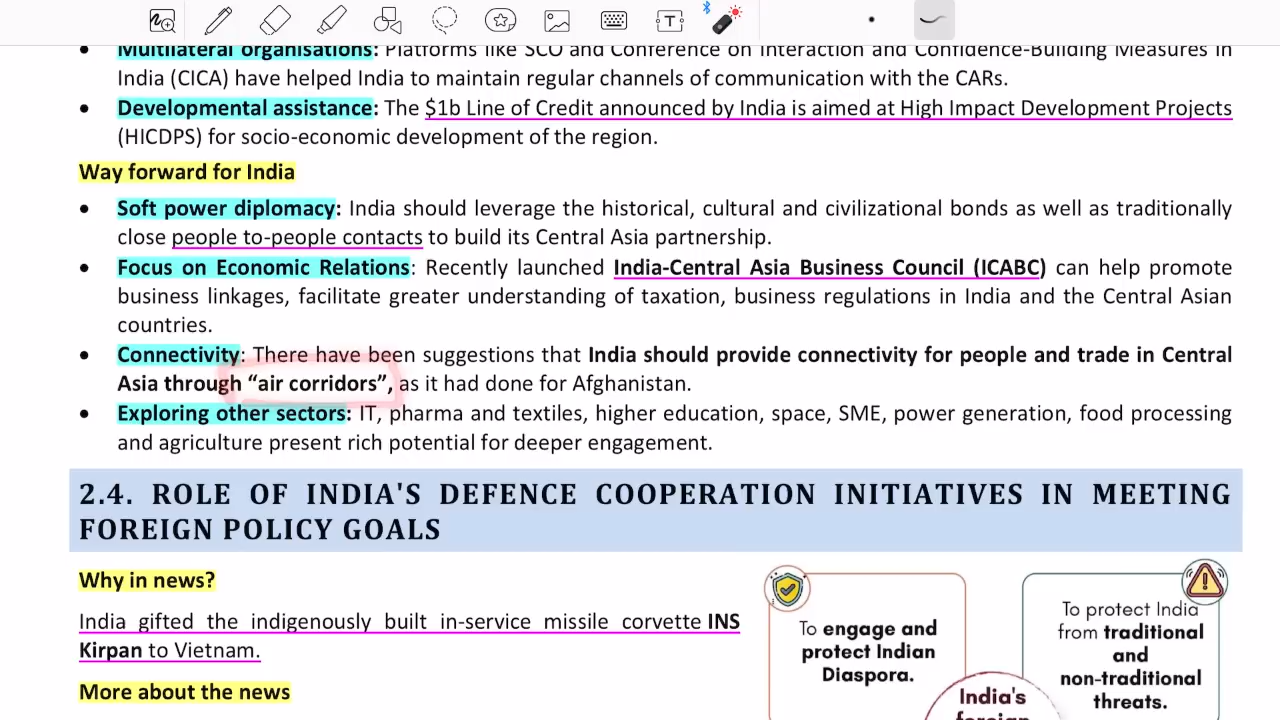 • Multilateral organisations: Platforms like SCO and Conference on Interaction and Confidence-Building Measures in
India (CICA) have helped India to maintain regular channels of communication with the CARs.
• Developmental assistance: The $1b Line of Credit announced by India is aimed at High Impact Development Projects
(HICDPS) for socio-economic development of the region.
Way forward for India
• Soft power diplomacy: India should leverage the historical, cultural and civilizational bonds as well as traditionally
close people to-people contacts to build its Central Asia partnership.
• Focus on Economic Relations: Recently launched India-Central Asia Business Council (ICABC) can help promote
business linkages, facilitate greater understanding of taxation, business regulations in India and the Central Asian
countries.
• Connectivity: There have been suggestions that India should provide connectivity for people and trade in Central
Asia through “air corridors”, as it had done for Afghanistan.
• Exploring other sectors: IT, pharma and textiles, higher education, space, SME, power generation, food processing
and agriculture present rich potential for deeper engagement.
2.4. ROLE OF INDIA'S DEFENCE COOPERATION INITIATIVES IN MEETING
FOREIGN POLICY GOALS
Why in news?
India gifted the indigenously built in-service missile corvette INS
Kirpan to Vietnam.
More about the news
To engage and
protect Indian
Diaspora.
To protect India
from traditional
and
non-traditional
threats.
India's
foreign